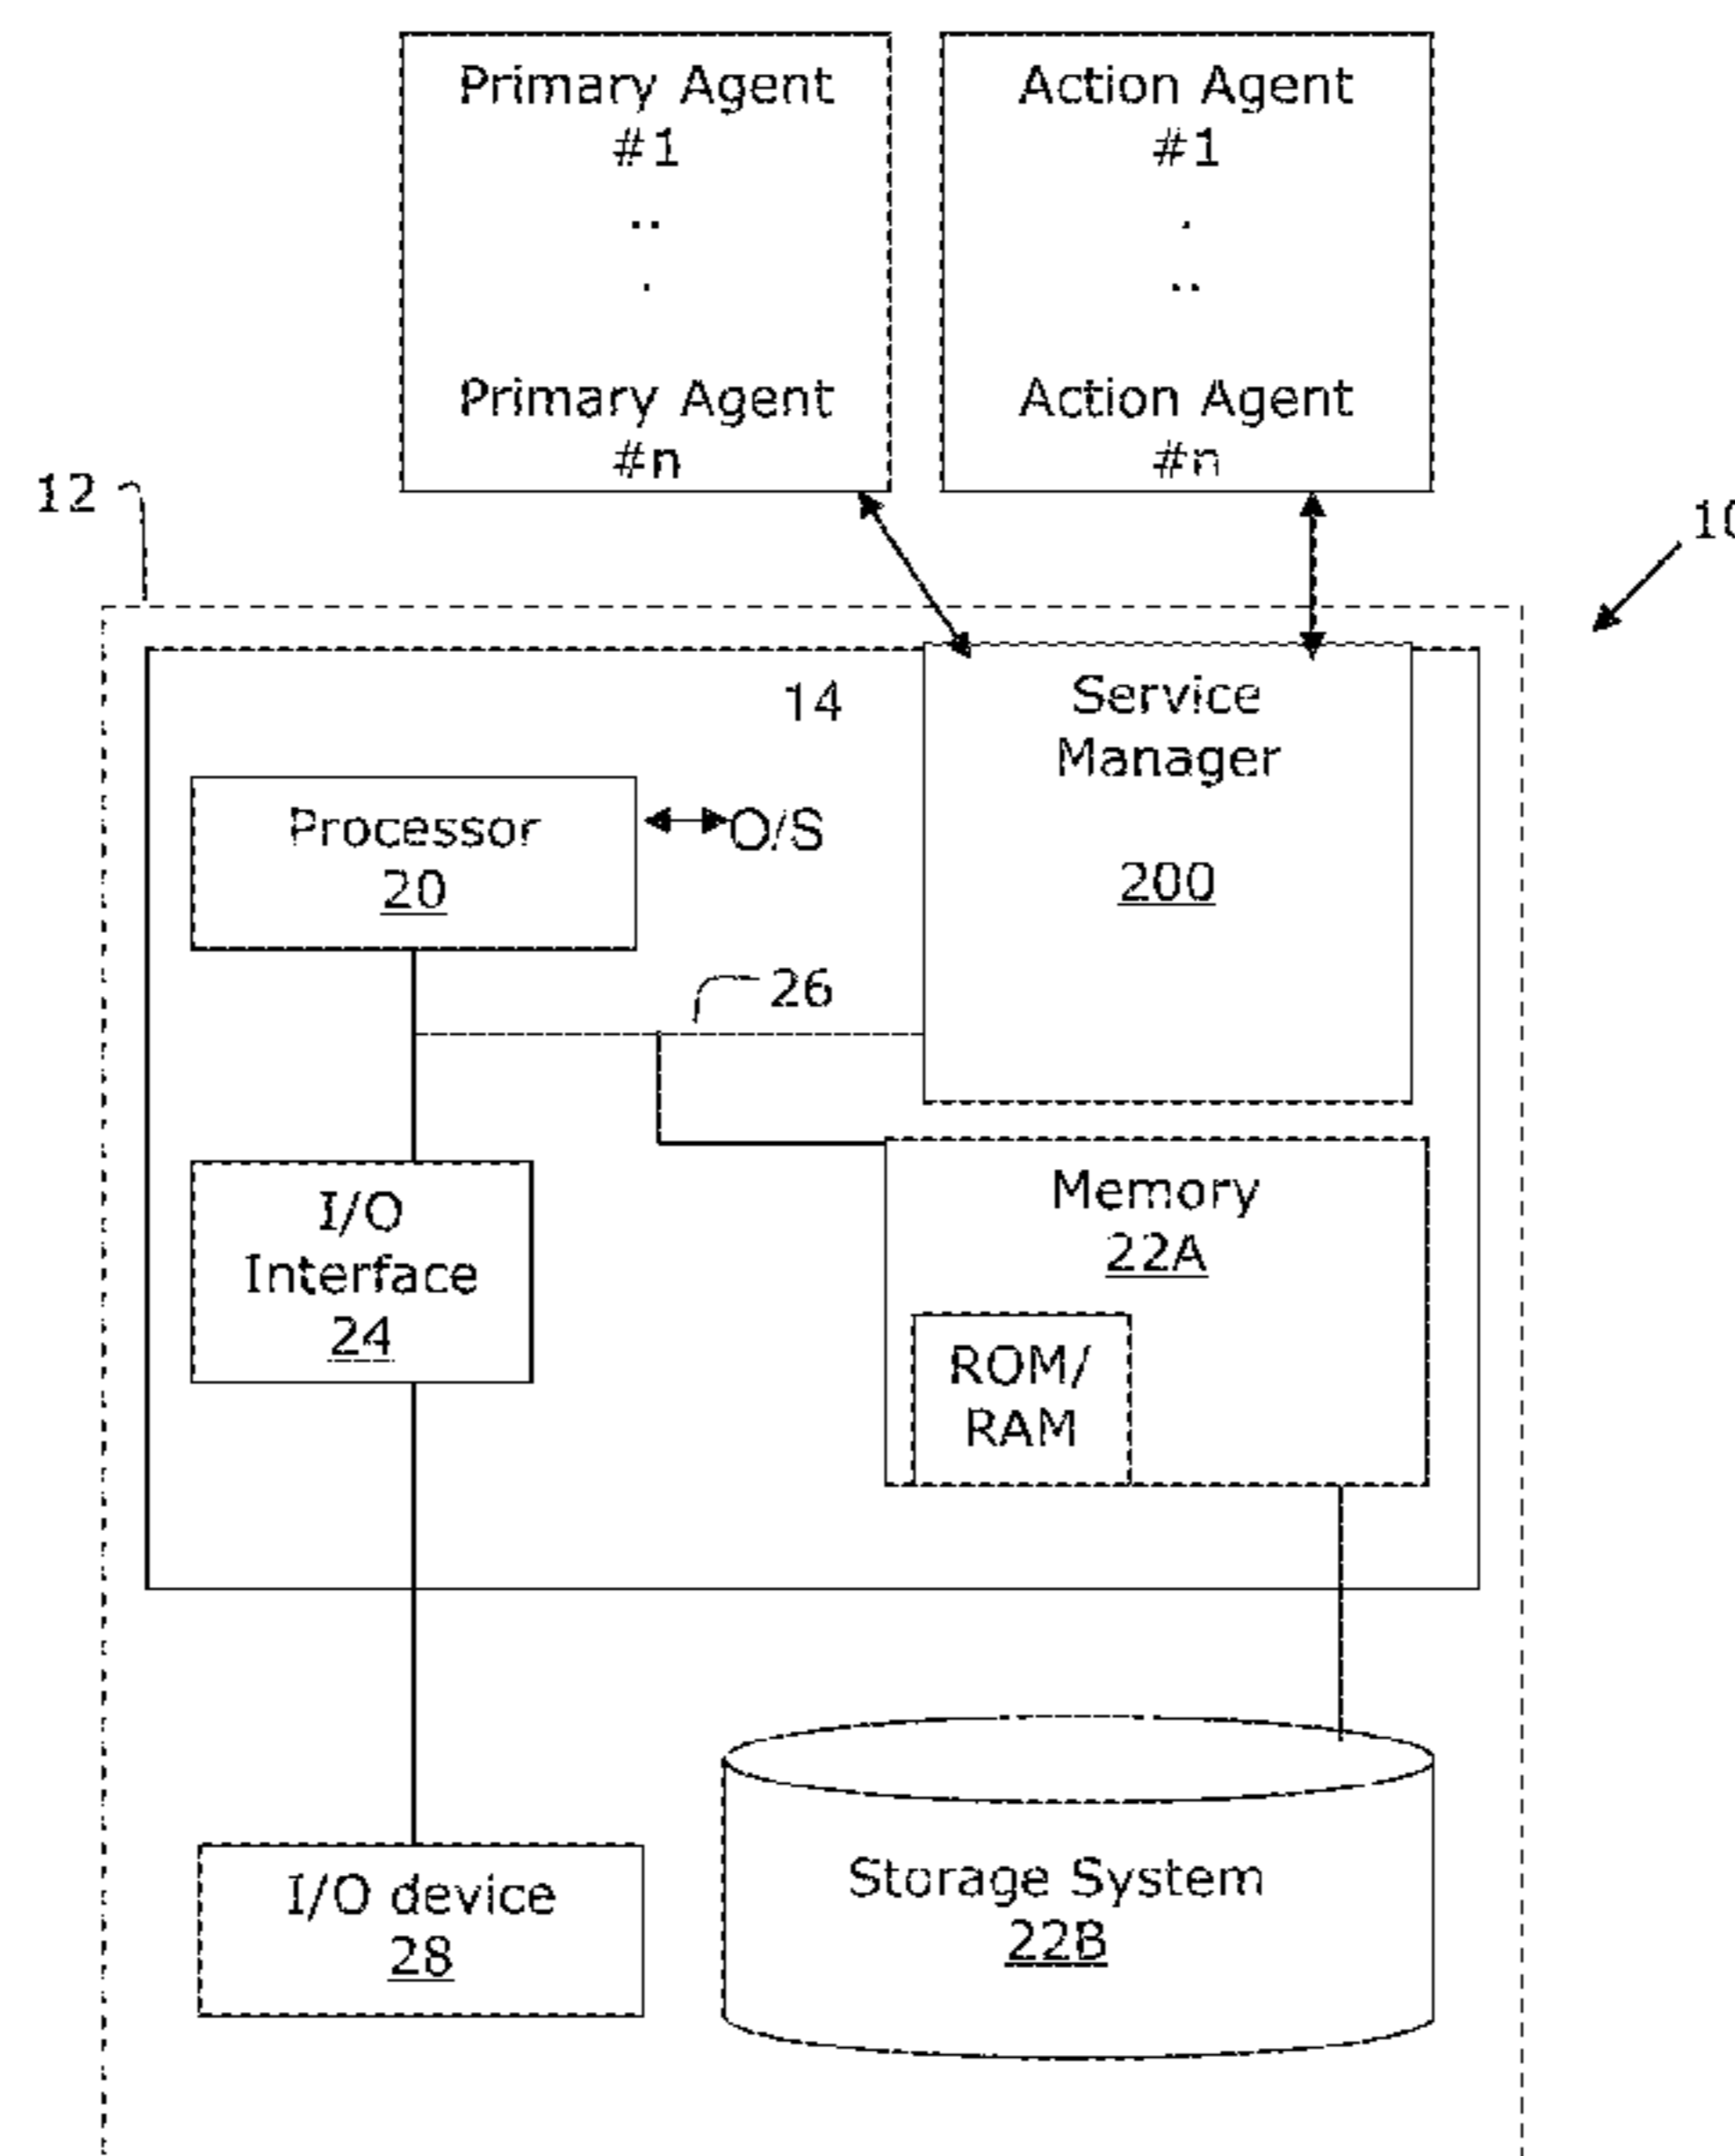 Primary Agent
#1
..
.
Primary Agent
#n
Action Agent
#1
.
..
Action Agent
#n
12
10
14
Service
Manager
200
Processor
20
O/S
26
I/O
Interface
24
Memory
22A
ROM/
RAM
I/O device
28
Storage System
22B